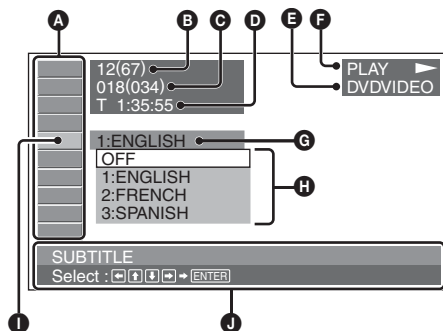 A
B
C
D
E
F
12(67)
018(034)
T 1:35:55
PLAY
DVDVIDEO
1:ENGLISH
G
OFF
1:ENGLISH
2:FRENCH
3:SPANISH
H
SUBTITLE
Select : ←↑↓→ → ENTER
I
J